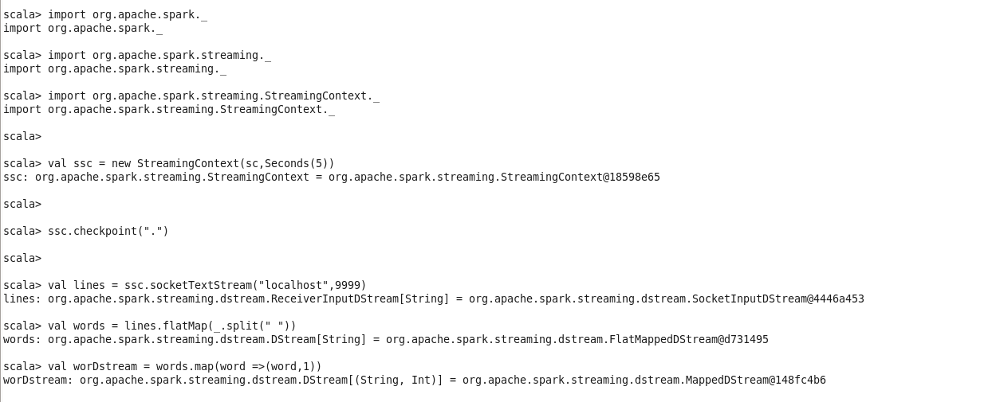 scala> import org.apache.spark._
import org.apache.spark._
scala> import org.apache.spark.streaming._
import org.apache.spark.streaming._
scala> import org.apache.spark.streaming.StreamingContext._
import org.apache.spark.streaming.StreamingContext._
scala>
scala> val ssc = new StreamingContext(sc,Seconds(5))
ssc: org.apache.spark.streaming.StreamingContext = org.apache.spark.streaming.StreamingContext@18598e65
scala>
scala> ssc.checkpoint(".")
scala>
scala> val lines = ssc.socketTextStream("localhost",9999)
lines: org.apache.spark.streaming.dstream.ReceiverInputDStream[String] = org.apache.spark.streaming.dstream.SocketInputDStream@4446a453
scala> val words = lines.flatMap(_.split(" "))
words: org.apache.spark.streaming.dstream.DStream[String] = org.apache.spark.streaming.dstream.FlatMappedDStream@d731495
scala> val worDstream = words.map(word =>(word,1))
worDstream: org.apache.spark.streaming.dstream.DStream[(String, Int)] = org.apache.spark.streaming.dstream.MappedDStream@148fc4b6